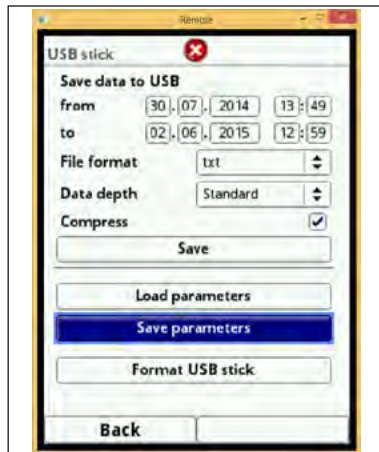 Remote
USB stick
Save data to USB
from 30 . 07 . 2014 13 : 49
to 02 . 06 . 2015 12 : 59
File format txt
Data depth Standard
Compress
Save
Load parameters
Save parameters
Format USB stick
Back